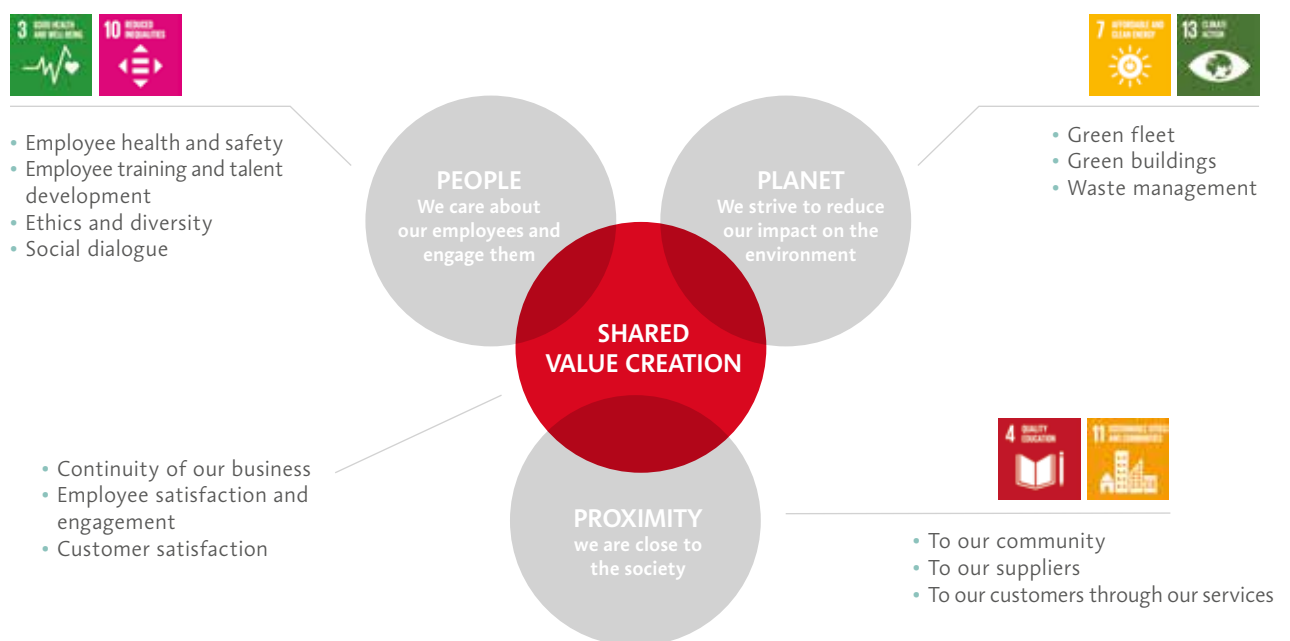 3 GOOD HEALTH
AND WELL-BEING
10 REDUCED
INEQUALITIES
• Employee health and safety
• Employee training and talent
development
• Ethics and diversity
• Social dialogue
7 AFFORDABLE AND
CLEAN ENERGY
13 CLIMATE
ACTION
• Green fleet
• Green buildings
• Waste management
PEOPLE
We care about
our employees and
engage them
PLANET
We strive to reduce
our impact on the
environment
SHARED
VALUE CREATION
• Continuity of our business
• Employee satisfaction and
engagement
• Customer satisfaction
PROXIMITY
we are close to
the society
4 QUALITY
EDUCATION
11 SUSTAINABLE CITIES
AND COMMUNITIES
• To our community
• To our suppliers
• To our customers through our services